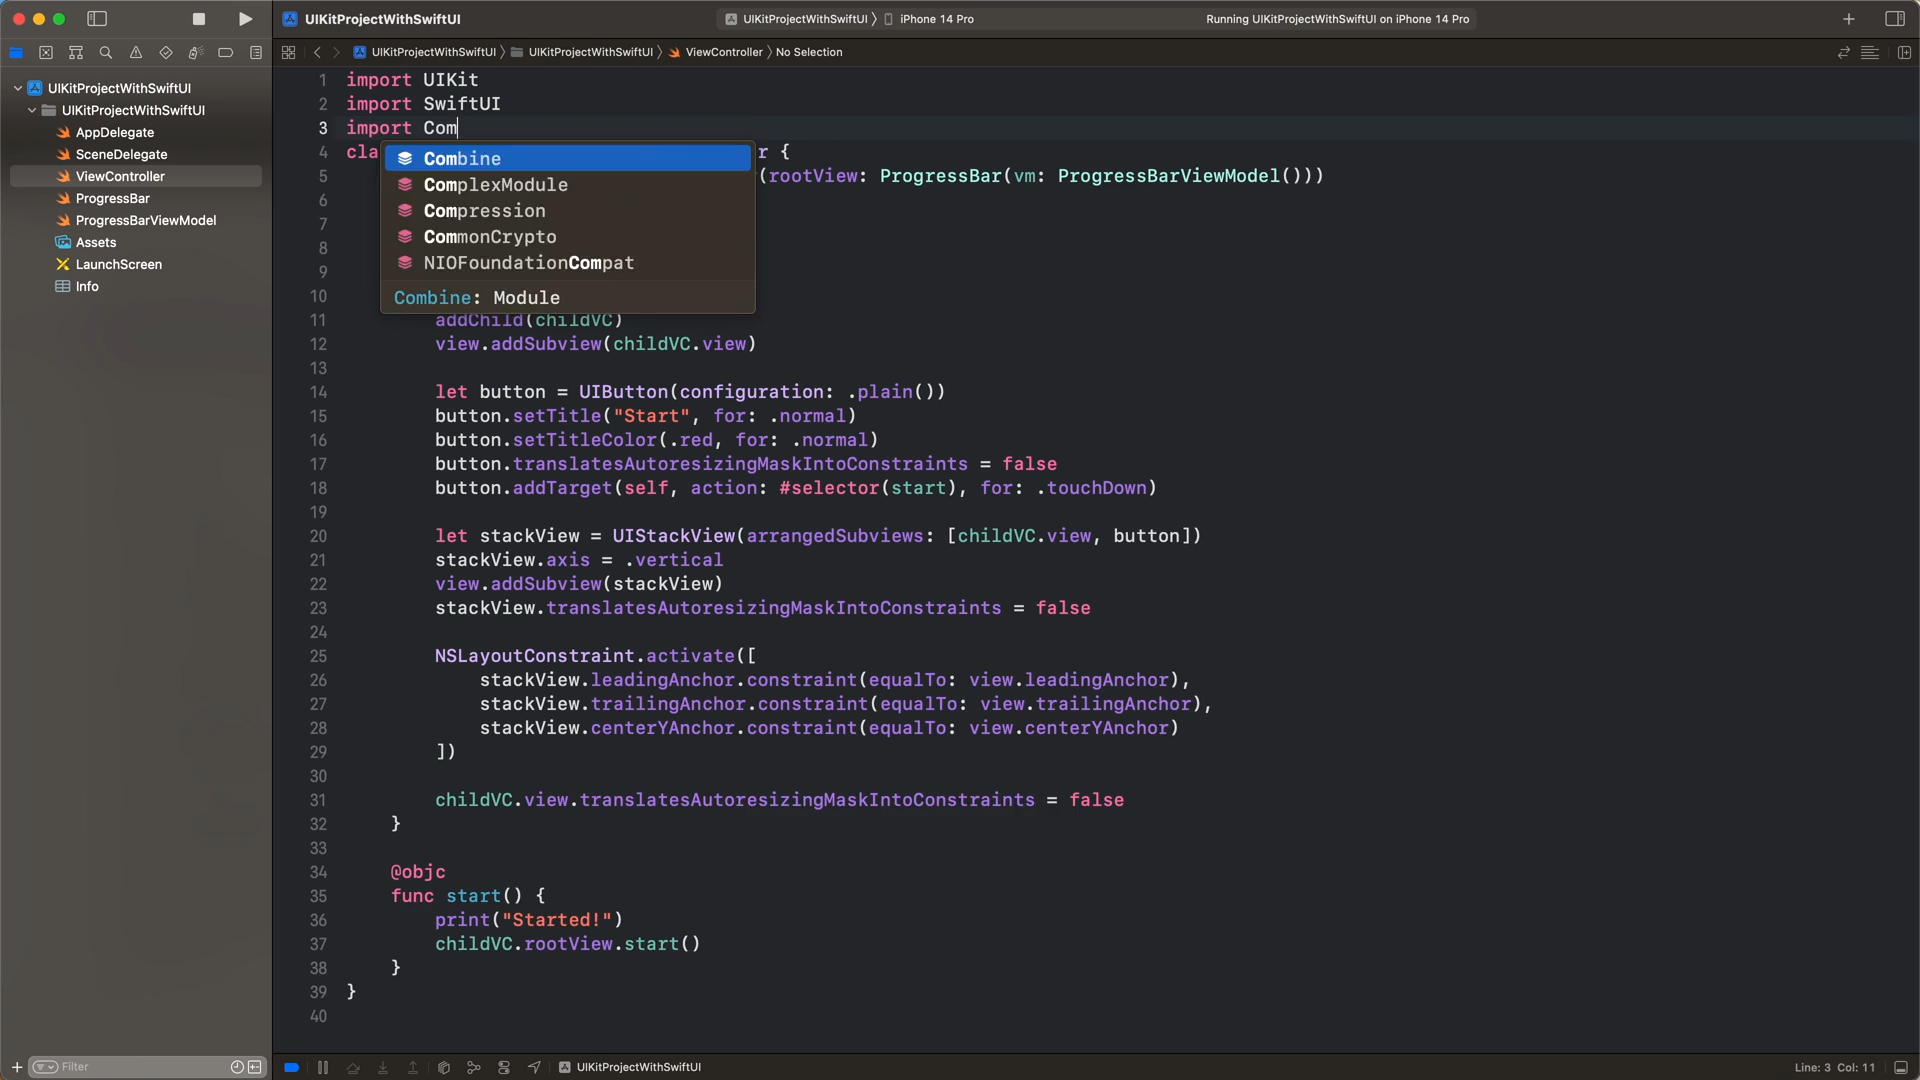 UIKitProjectWithSwiftUI
UIKitProjectWithSwiftUI 〉 iPhone 14 Pro
Running UIKitProjectWithSwiftUI on iPhone 14 Pro
UIKitProjectWithSwiftUI 〉 UIKitProjectWithSwiftUI 〉 ViewController 〉 No Selection
UIKitProjectWithSwiftUI
UIKitProjectWithSwiftUI
AppDelegate
SceneDelegate
ViewController
ProgressBar
ProgressBarViewModel
Assets
LaunchScreen
Info
Filter
1 import UIKit
2 import SwiftUI
3 import Com
4 cla r {
Combine
5 (rootView: ProgressBar(vm: ProgressBarViewModel()))
ComplexModule
6
Compression
7
CommonCrypto
8
NIOFoundationCompat
9
Combine: Module
10
11 addChild(childVC)
12 view.addSubview(childVC.view)
13
14 let button = UIButton(configuration: .plain())
15 button.setTitle("Start", for: .normal)
16 button.setTitleColor(.red, for: .normal)
17 button.translatesAutoresizingMaskIntoConstraints = false
18 button.addTarget(self, action: #selector(start), for: .touchDown)
19
20 let stackView = UIStackView(arrangedSubviews: [childVC.view, button])
21 stackView.axis = .vertical
22 view.addSubview(stackView)
23 stackView.translatesAutoresizingMaskIntoConstraints = false
24
25 NSLayoutConstraint.activate([
26 stackView.leadingAnchor.constraint(equalTo: view.leadingAnchor),
27 stackView.trailingAnchor.constraint(equalTo: view.trailingAnchor),
28 stackView.centerYAnchor.constraint(equalTo: view.centerYAnchor)
29 ])
30
31 childVC.view.translatesAutoresizingMaskIntoConstraints = false
32 }
33
34 @objc
35 func start() {
36 print("Started!")
37 childVC.rootView.start()
38 }
39 }
40
UIKitProjectWithSwiftUI
Line: 3 Col: 11